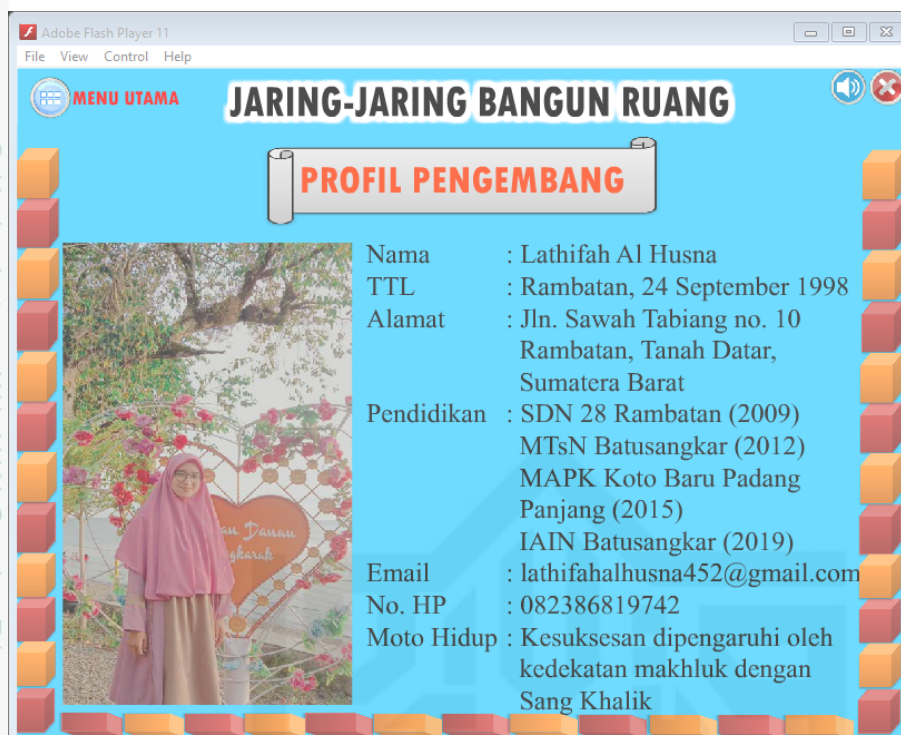 Adobe Flash Player 11
File View Control Help
MENU UTAMA
JARING-JARING BANGUN RUANG
PROFIL PENGEMBANG
Nama : Lathifah Al Husna
TTL : Rambatan, 24 September 1998
Alamat : Jln. Sawah Tabiang no. 10
Rambatan, Tanah Datar,
Sumatera Barat
Pendidikan : SDN 28 Rambatan (2009)
MTsN Batusangkar (2012)
MAPK Koto Baru Padang
Panjang (2015)
IAIN Batusangkar (2019)
Email : lathifahalhusna452@gmail.com
No. HP : 082386819742
Moto Hidup : Kesuksesan dipengaruhi oleh
kedekatan makhluk dengan
Sang Khalik
Danau